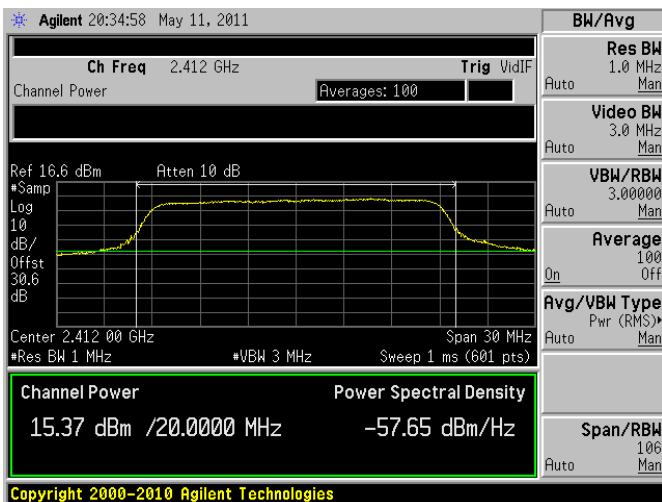 Agilent 20:34:58 May 11, 2011
BW/Avg
Ch Freq 2.412 GHz Trig VidIF
Channel Power Averages: 100
Res BW
1.0 MHz
Auto Man
Video BW
3.0 MHz
Auto Man
VBW/RBW
3.00000
Auto Man
Average
100
On Off
Avg/VBW Type
Pwr (RMS)
Auto Man
Span/RBW
106
Auto Man
Ref 16.6 dBm Atten 10 dB
#Samp
Log
10
dB/
Offst
30.6
dB
Center 2.412 00 GHz Span 30 MHz
#Res BW 1 MHz #VBW 3 MHz Sweep 1 ms (601 pts)
Channel Power Power Spectral Density
15.37 dBm /20.0000 MHz -57.65 dBm/Hz
Copyright 2000-2010 Agilent Technologies